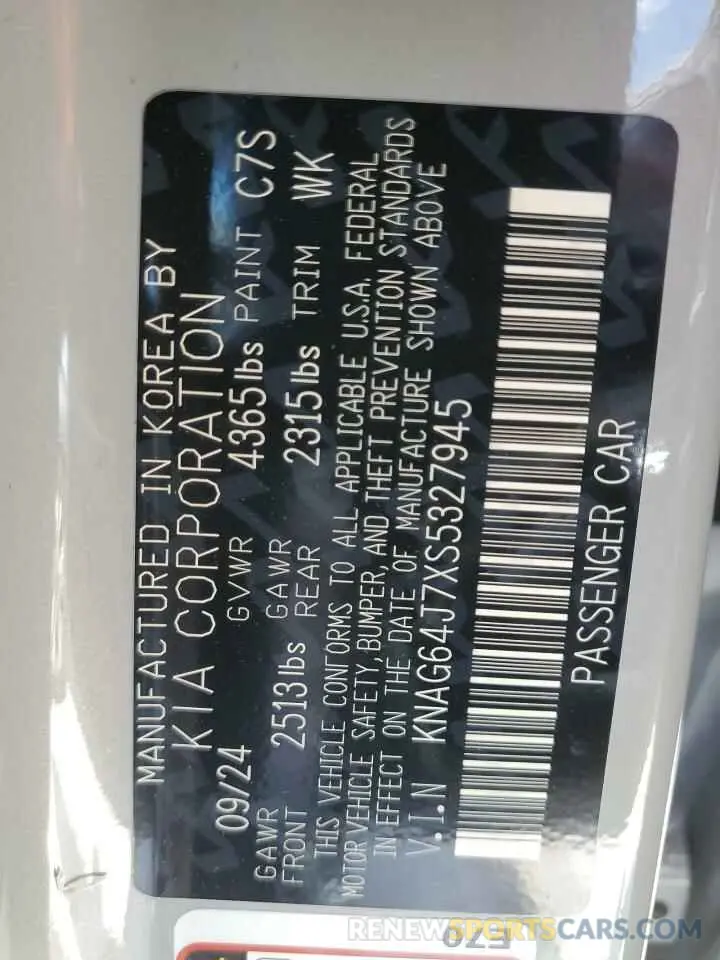 MANUFACTURED IN KOREA BY
KIA CORPORATION
09/24 GVWR 4365lbs PAINT C7S
GAWR FRONT 2513lbs GAWR REAR 2315lbs TRIM WK
THIS VEHICLE CONFORMS TO ALL APPLICABLE U.S.A. FEDERAL
MOTOR VEHICLE SAFETY, BUMPER, AND THEFT PREVENTION STANDARDS
IN EFFECT ON THE DATE OF MANUFACTURE SHOWN ABOVE
V.I.N KNAG64J7XS5327945
PASSENGER CAR
E70
RENEWSPORTSCARS.COM